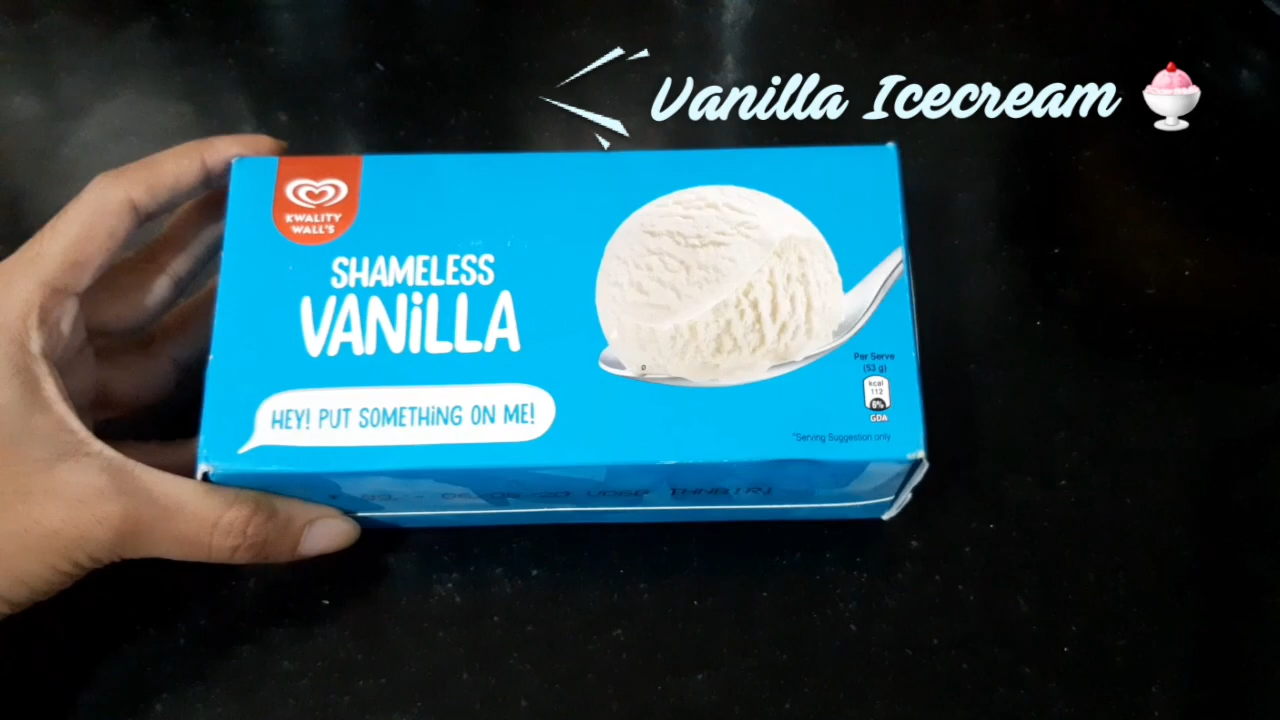 Vanilla Icecream
KWALITY
WALL'S
SHAMELESS
VANiLLA
HEY! PUT SOMETHiNG ON ME!
Per Serve
(53 g)
kcal
112
6%
GDA
*Serving Suggestion only